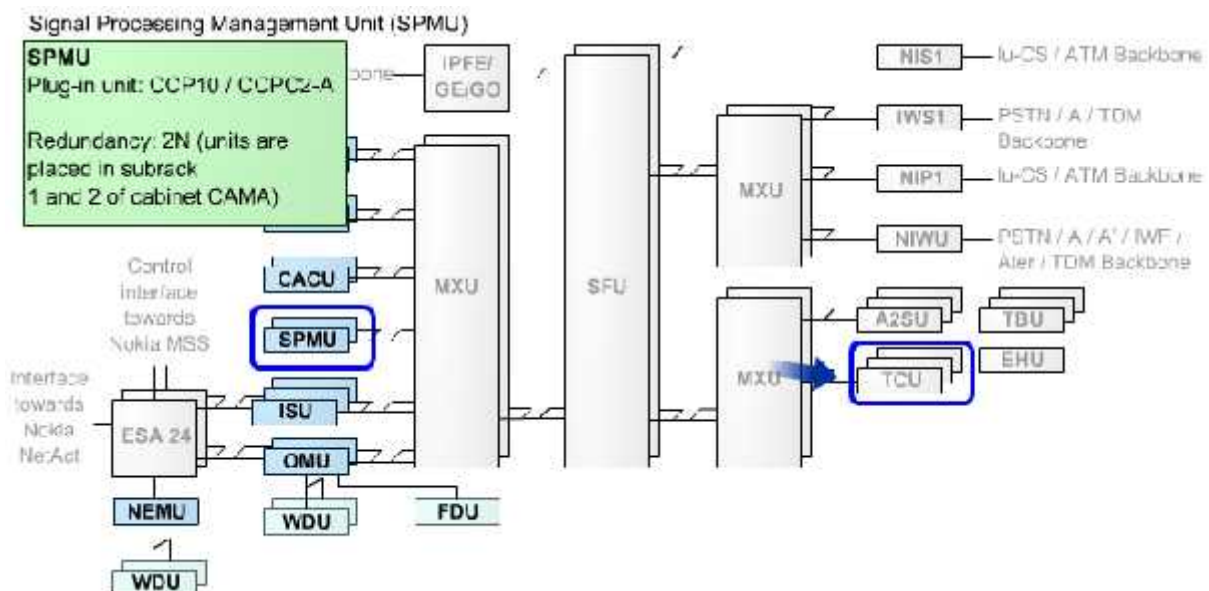 Signal Processing Management Unit (SPMU)
SPMU
Plug-in unit: CCP10 / CCPC2-A
Redundancy: 2N (units are
placed in subrack
1 and 2 of cabinet CAMA)
bone
IPFE/
GE/GO
NIS1
Iu-CS / ATM Backbone
IWS1
PSTN / A / TDM
Backbone
MXU
NIP1
Iu-CS / ATM Backbone
NIWU
PSTN / A / A' / IWF /
Ater / TDM Backbone
Control
interface
towards
Nokia MSS
CACU
MXU
SFU
SPMU
A2SU
TBU
MXU
TCU
EHU
Interface
towards
Nokia
NetAct
ESA 24
ISU
OMU
NEMU
WDU
FDU
WDU